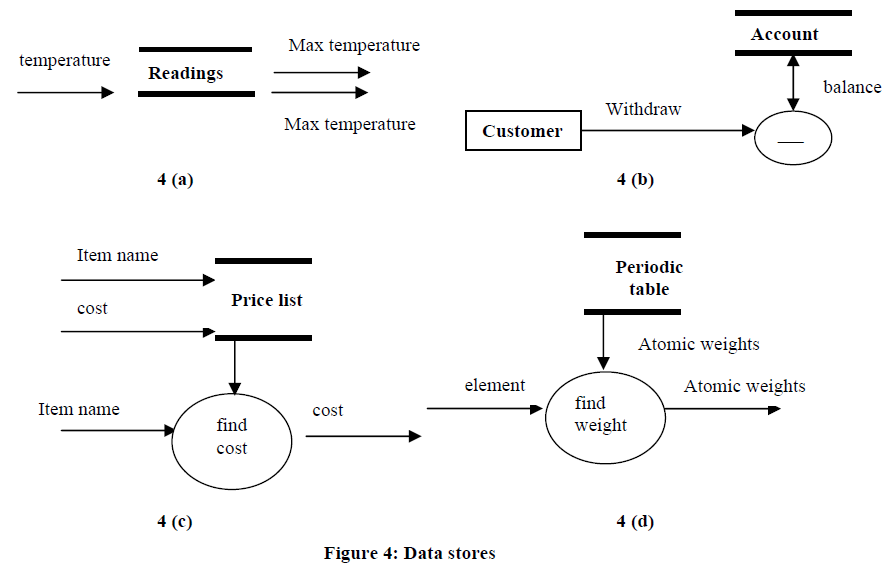 temperature
Readings
Max temperature
Max temperature
4 (a)
Account
balance
Withdraw
Customer
4 (b)
Item name
cost
Price list
Item name
find
cost
cost
4 (c)
Periodic
table
Atomic weights
element
find
weight
Atomic weights
4 (d)
Figure 4: Data stores